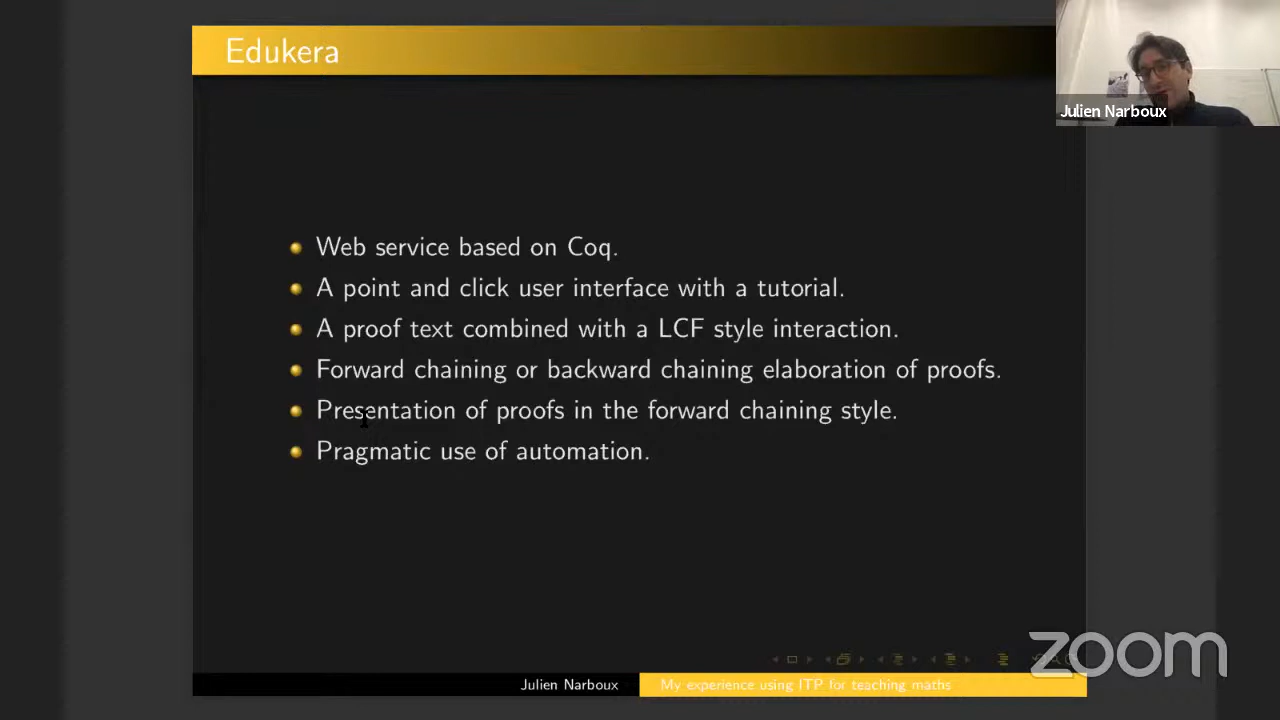 Edukera
Julien Narboux
Web service based on Coq.
A point and click user interface with a tutorial.
A proof text combined with a LCF style interaction.
Forward chaining or backward chaining elaboration of proofs.
Presentation of proofs in the forward chaining style.
Pragmatic use of automation.
zoom
Julien Narboux
My experience using ITP for teaching maths